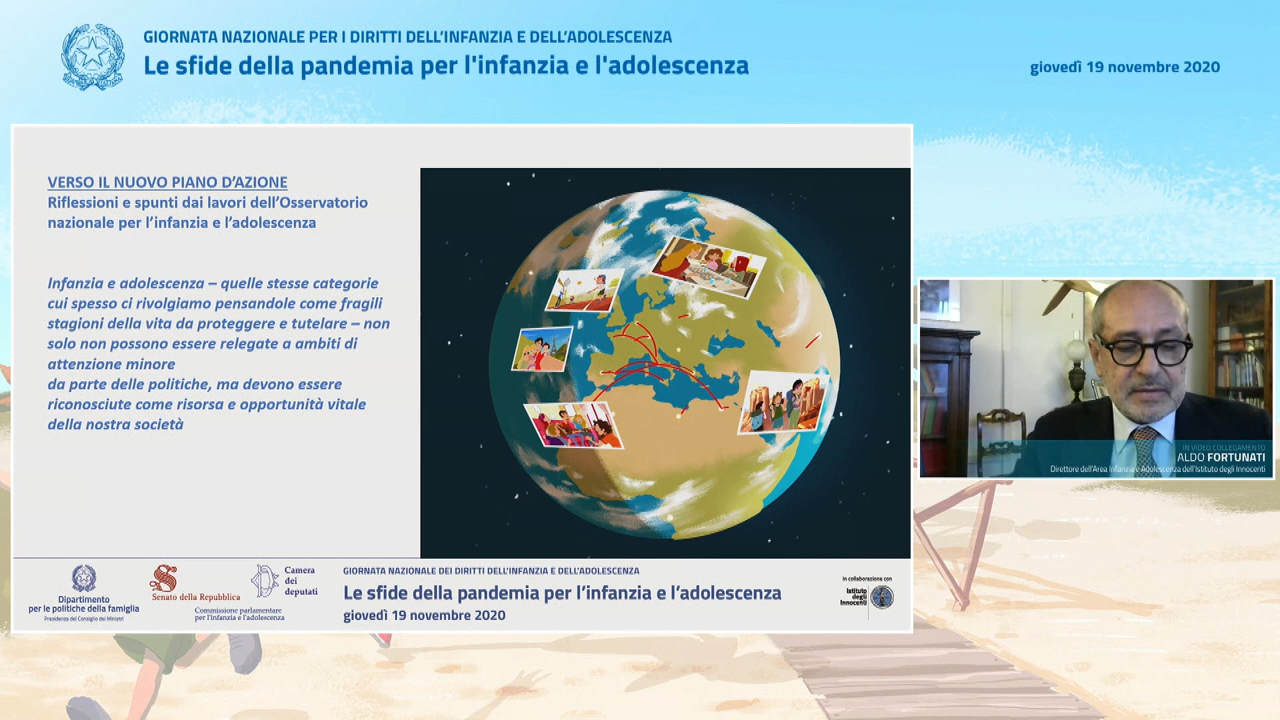 GIORNATA NAZIONALE PER I DIRITTI DELL'INFANZIA E DELL'ADOLESCENZA
Le sfide della pandemia per l'infanzia e l'adolescenza
giovedì 19 novembre 2020
VERSO IL NUOVO PIANO D'AZIONE
Riflessioni e spunti dai lavori dell'Osservatorio
nazionale per l'infanzia e l'adolescenza
Infanzia e adolescenza – quelle stesse categorie
cui spesso ci rivolgiamo pensandole come fragili
stagioni della vita da proteggere e tutelare – non
solo non possono essere relegate a ambiti di
attenzione minore
da parte delle politiche, ma devono essere
riconosciute come risorsa e opportunità vitale
della nostra società
IN VIDEO COLLEGAMENTO
ALDO FORTUNATI
Direttore dell'Area Infanzia e Adolescenza dell'Istituto degli Innocenti
Dipartimento
per le politiche della famiglia
Presidenza del Consiglio dei Ministri
Senato della Repubblica
Camera
dei
deputati
Commissione parlamentare
per l'infanzia e l'adolescenza
GIORNATA NAZIONALE DEI DIRITTI DELL'INFANZIA E DELL'ADOLESCENZA
Le sfide della pandemia per l'infanzia e l'adolescenza
giovedì 19 novembre 2020
in collaborazione con
Istituto
degli
Innocenti